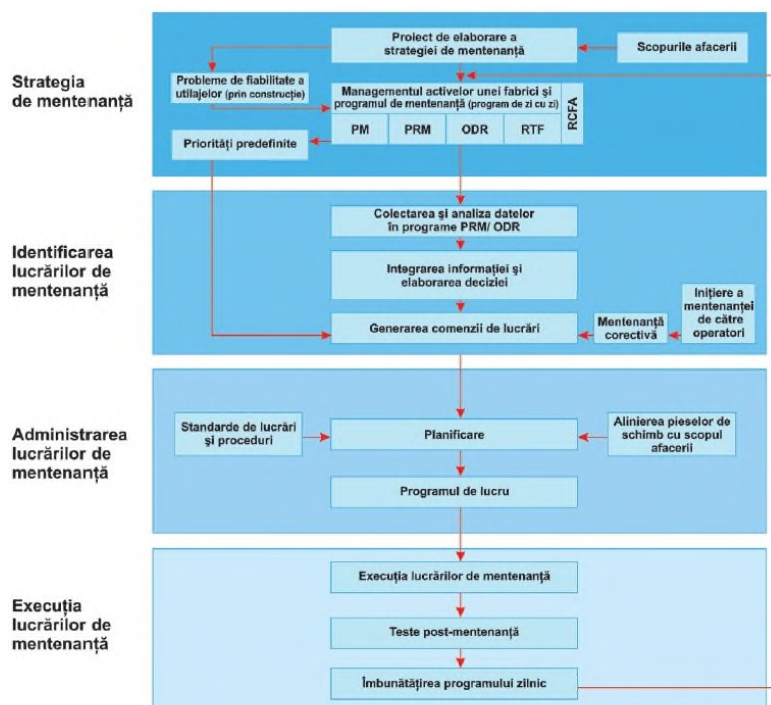 Strategia
de mentenanță
Proiect de elaborare a
strategiei de mentenanță
Scopurile afacerii
Probleme de fiabilitate a
utilajelor (prin construcție)
Managementul activelor unei fabrici și
programul de mentenanță (program de zi cu zi)
PM
PRM
ODR
RTF
RCFA
Priorități predefinite
Identificarea
lucrărilor de
mentenanță
Colectarea și analiza datelor
în programe PRM/ ODR
Integrarea informației și
elaborarea deciziei
Generarea comenzii de lucrări
Mentenanță
corectivă
Inițiere a
mentenanței
de către
operatori
Administrarea
lucrărilor de
mentenanță
Standarde de lucrări
și proceduri
Planificare
Alinierea pieselor de
schimb cu scopul
afacerii
Programul de lucru
Execuția
lucrărilor de
mentenanță
Execuția lucrărilor de mentenanță
Teste post-mentenanță
Îmbunătățirea programului zilnic